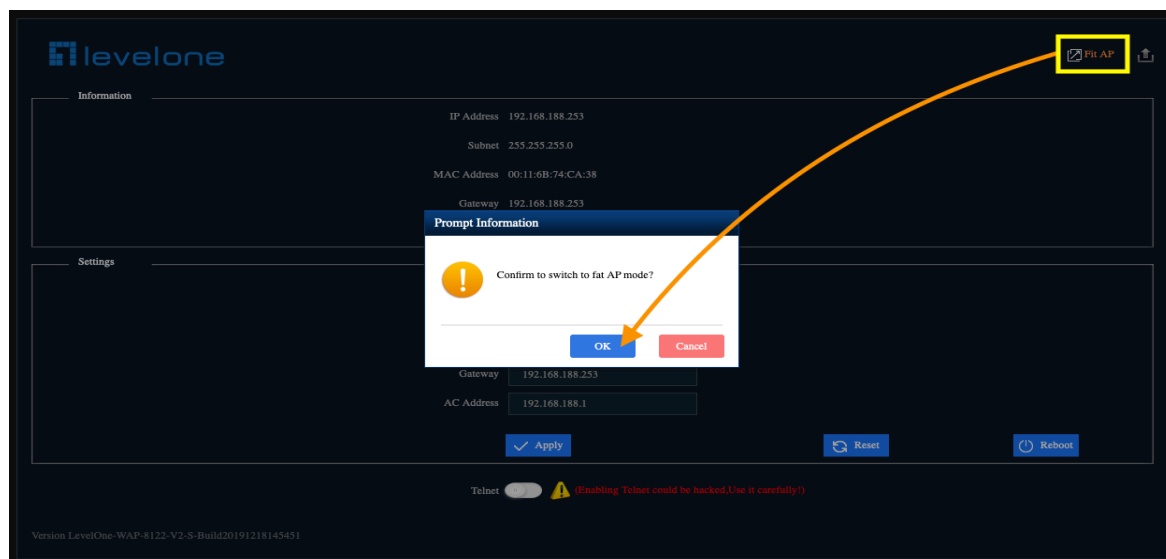 levelone
Fit AP
Information
IP Address 192.168.188.253
Subnet 255.255.255.0
MAC Address 00:11:6B:74:CA:38
Gateway 192.168.188.253
Prompt Information
Settings
Confirm to switch to fat AP mode?
OK Cancel
Gateway 192.168.188.253
AC Address 192.168.188.1
Apply Reset Reboot
Telnet (Enabling Telnet could be hacked,Use it carefully!)
Version LevelOne-WAP-8122-V2-S-Build20191218145451